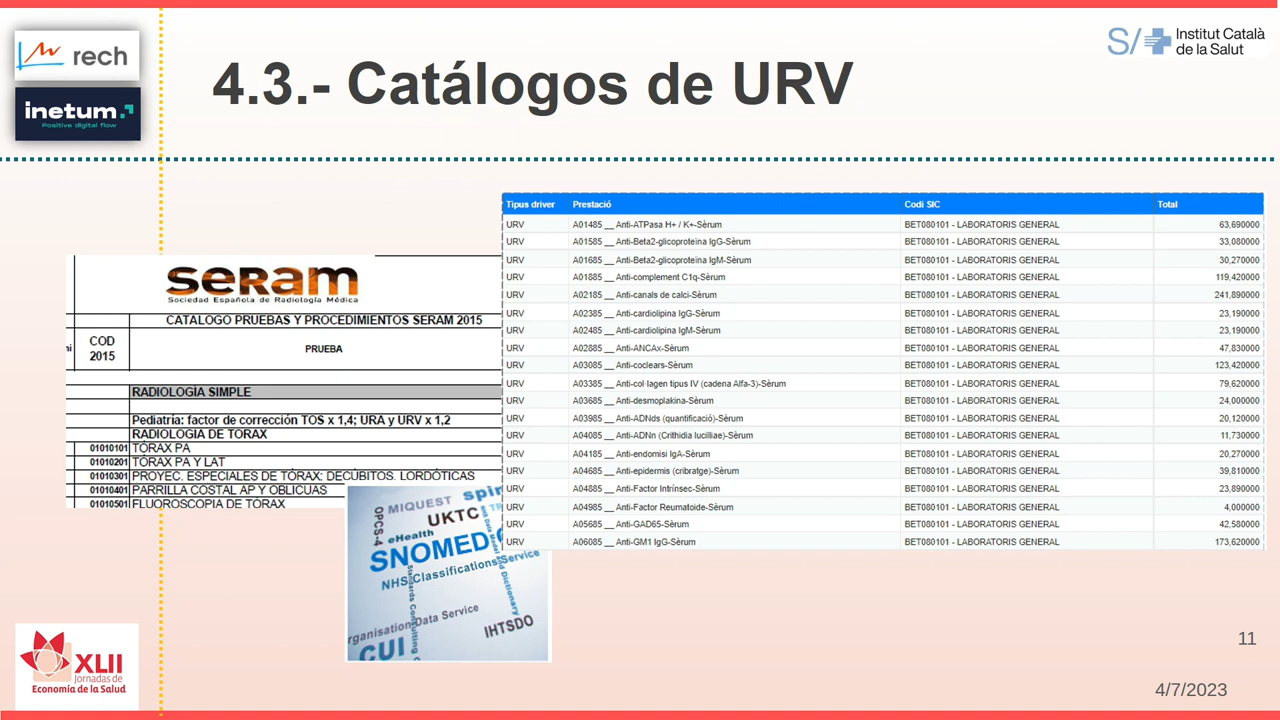 rech
inetum.
Positive digital flow
4.3.- Catálogos de URV
S/
Institut Català
de la Salut
seram
Sociedad Española de Radiología Médica
CATALOGO PRUEBAS Y PROCEDIMIENTOS SERAM 2015
COD
2015
PRUEBA
RADIOLOGIA SIMPLE
Pediatría: factor de corrección TOS x 1,4; URA y URV x 1,2
RADIOLOGIA DE TORAX
01010101 TÓRAX PA
01010201 TÓRAX PA Y LAT
01010301 PROYEC. ESPECIALES DE TÓRAX: DECÚBITOS. LORDÓTICAS
01010401 PARRILLA COSTAL AP Y OBLICUAS
01010501 FLUOROSCOPIA DE TORAX
Tipus driver Prestació Codi SIC Total
URV A01485 __ Anti-ATPasa H+ / K+-Sèrum BET080101 - LABORATORIS GENERAL 63,690000
URV A01585 __ Anti-Beta2-glicoproteïna IgG-Sèrum BET080101 - LABORATORIS GENERAL 33,080000
URV A01685 __ Anti-Beta2-glicoproteïna IgM-Sèrum BET080101 - LABORATORIS GENERAL 30,270000
URV A01885 __ Anti-complement C1q-Sèrum BET080101 - LABORATORIS GENERAL 119,420000
URV A02185 __ Anti-canals de calci-Sèrum BET080101 - LABORATORIS GENERAL 241,890000
URV A02385 __ Anti-cardiolipina IgG-Sèrum BET080101 - LABORATORIS GENERAL 23,190000
URV A02485 __ Anti-cardiolipina IgM-Sèrum BET080101 - LABORATORIS GENERAL 23,190000
URV A02885 __ Anti-ANCAx-Sèrum BET080101 - LABORATORIS GENERAL 47,830000
URV A03085 __ Anti-coclears-Sèrum BET080101 - LABORATORIS GENERAL 123,420000
URV A03385 __ Anti-col·lagen tipus IV (cadena Alfa-3)-Sèrum BET080101 - LABORATORIS GENERAL 79,620000
URV A03685 __ Anti-desmoplakina-Sèrum BET080101 - LABORATORIS GENERAL 24,000000
URV A03985 __ Anti-ADNds (quantificació)-Sèrum BET080101 - LABORATORIS GENERAL 20,120000
URV A04085 __ Anti-ADNn (Crithidia lucilliae)-Sèrum BET080101 - LABORATORIS GENERAL 11,730000
URV A04185 __ Anti-endomisi IgA-Sèrum BET080101 - LABORATORIS GENERAL 20,270000
URV A04685 __ Anti-epidermis (cribratge)-Sèrum BET080101 - LABORATORIS GENERAL 39,810000
URV A04885 __ Anti-Factor Intrínsec-Sèrum BET080101 - LABORATORIS GENERAL 23,890000
URV A04985 __ Anti-Factor Reumatoide-Sèrum BET080101 - LABORATORIS GENERAL 4,000000
URV A05685 __ Anti-GAD65-Sèrum BET080101 - LABORATORIS GENERAL 42,580000
URV A06085 __ Anti-GM1 IgG-Sèrum BET080101 - LABORATORIS GENERAL 173,620000
OPCS-4
MIQUEST
UKTC
eHealth
SNOMED
NHS Classifications Service
Data Service
IHTSDO
CUI
and Dictionary
XLII
Jornadas de
Economía de la Salud
11
4/7/2023